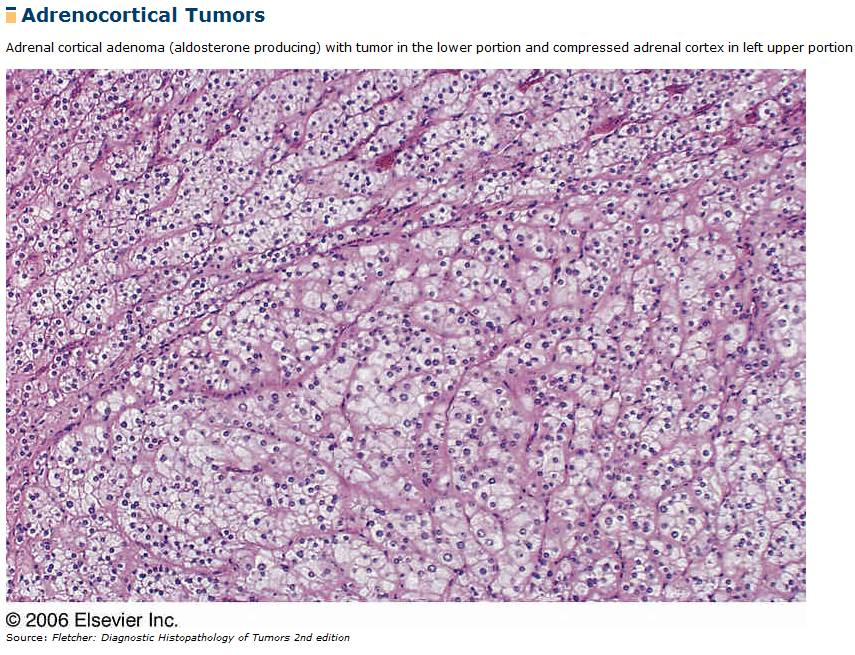 Adrenocortical Tumors
Adrenal cortical adenoma (aldosterone producing) with tumor in the lower portion and compressed adrenal cortex in left upper portion
© 2006 Elsevier Inc.
Source: Fletcher: Diagnostic Histopathology of Tumors 2nd edition